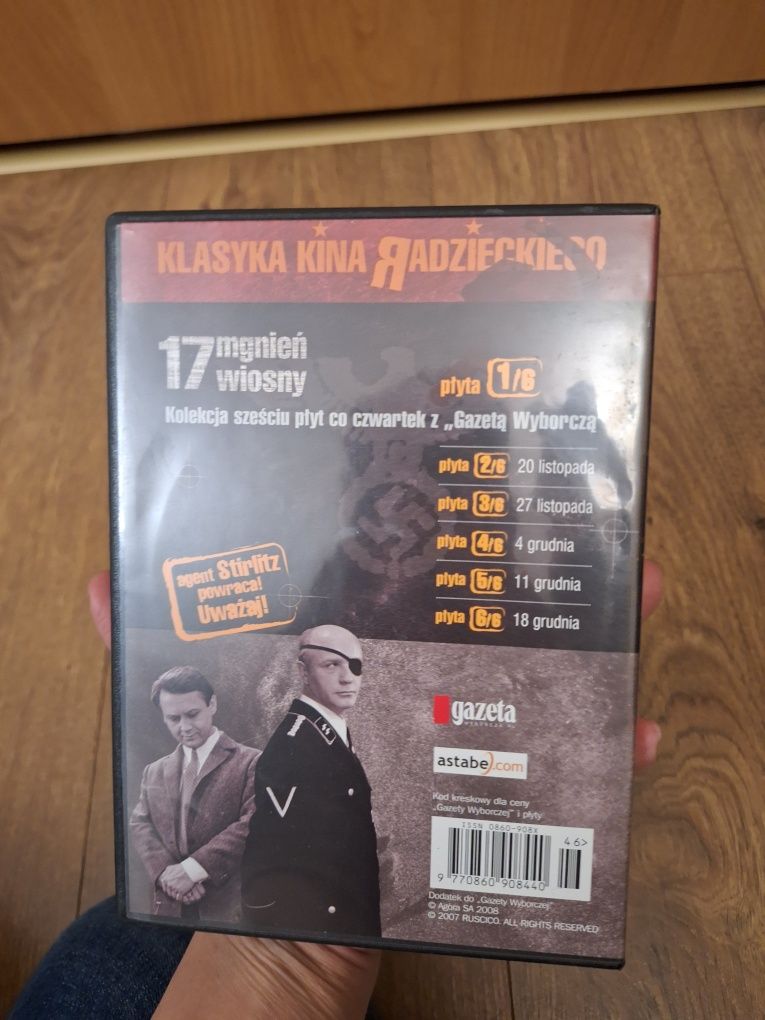 KLASYKA KINA ЯADZIECKIEGO
17 mgnień
wiosny
płyta 1/6
Kolekcja sześciu płyt co czwartek z „Gazetą Wyborczą
płyta 2/6 20 listopada
płyta 3/6 27 listopada
płyta 4/6 4 grudnia
płyta 5/6 11 grudnia
płyta 6/6 18 grudnia
agent Stirlitz
powraca!
Uważaj!
gazeta
WYBORCZA.PL
astabe).com
Kod kreskowy dla ceny
„Gazety Wyborczej" i płyty
ISSN 0860-908X
46>
9 770860 908440
Dodatek do „Gazety Wyborczej"
© Agora SA 2008
© 2007 RUSCICO. ALL RIGHTS RESERVED